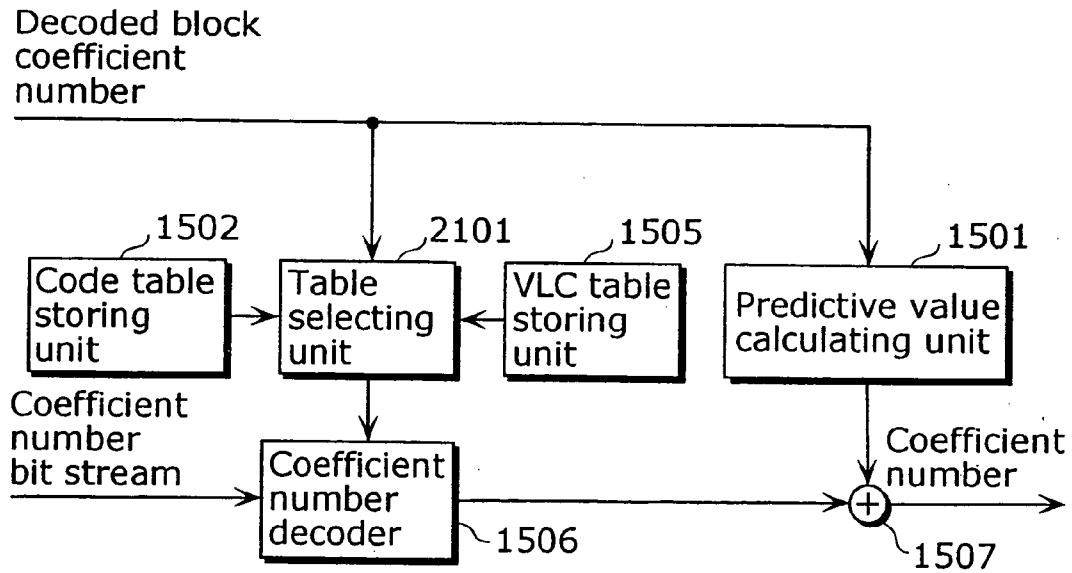 Decoded block
coefficient
number
1502
2101
1505
1501
Code table
storing
unit
Table
selecting
unit
VLC table
storing
unit
Predictive value
calculating unit
Coefficient
number
bit stream
Coefficient
number
decoder
1506
+
Coefficient
number
1507